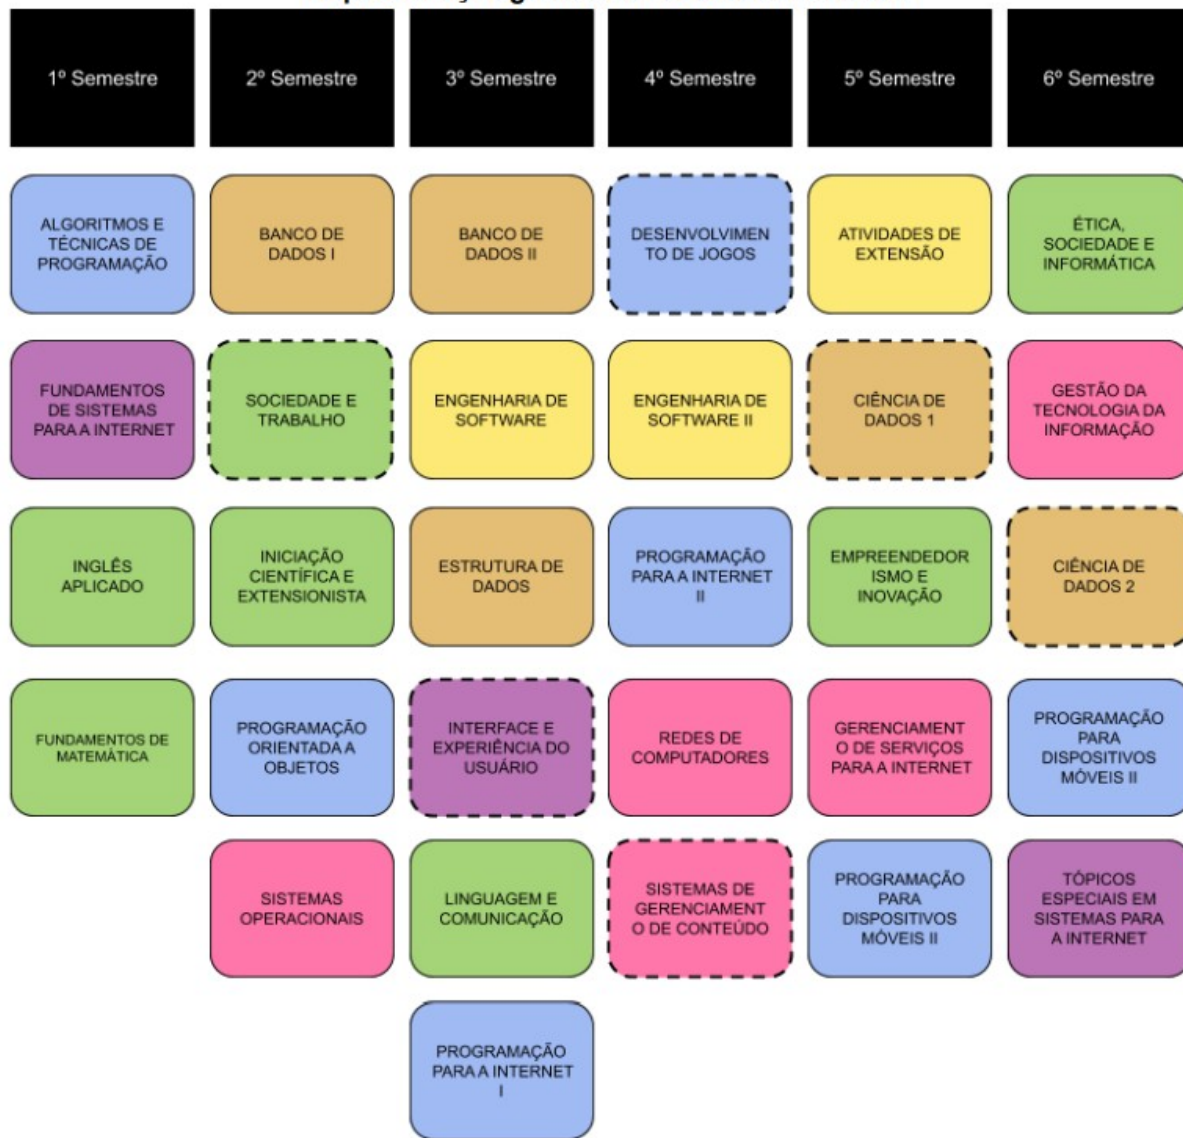 1º Semestre
2º Semestre
3º Semestre
4º Semestre
5º Semestre
6º Semestre
ALGORITMOS E
TÉCNICAS DE
PROGRAMAÇÃO
BANCO DE
DADOS I
BANCO DE
DADOS II
DESENVOLVIMEN
TO DE JOGOS
ATIVIDADES DE
EXTENSÃO
ÉTICA,
SOCIEDADE E
INFORMÁTICA
FUNDAMENTOS
DE SISTEMAS
PARA A INTERNET
SOCIEDADE E
TRABALHO
ENGENHARIA DE
SOFTWARE
ENGENHARIA DE
SOFTWARE II
CIÊNCIA DE
DADOS 1
GESTÃO DA
TECNOLOGIA DA
INFORMAÇÃO
INGLÊS
APLICADO
INICIAÇÃO
CIENTÍFICA E
EXTENSIONISTA
ESTRUTURA DE
DADOS
PROGRAMAÇÃO
PARA A INTERNET
II
EMPREENDEDOR
ISMO E
INOVAÇÃO
CIÊNCIA DE
DADOS 2
FUNDAMENTOS DE
MATEMÁTICA
PROGRAMAÇÃO
ORIENTADA A
OBJETOS
INTERFACE E
EXPERIÊNCIA DO
USUÁRIO
REDES DE
COMPUTADORES
GERENCIAMENT
O DE SERVIÇOS
PARA A INTERNET
PROGRAMAÇÃO
PARA
DISPOSITIVOS
MÓVEIS II
SISTEMAS
OPERACIONAIS
LINGUAGEM E
COMUNICAÇÃO
SISTEMAS DE
GERENCIAMENT
O DE CONTEÚDO
PROGRAMAÇÃO
PARA
DISPOSITIVOS
MÓVEIS II
TÓPICOS
ESPECIAIS EM
SISTEMAS PARA
A INTERNET
PROGRAMAÇÃO
PARA A INTERNET
I